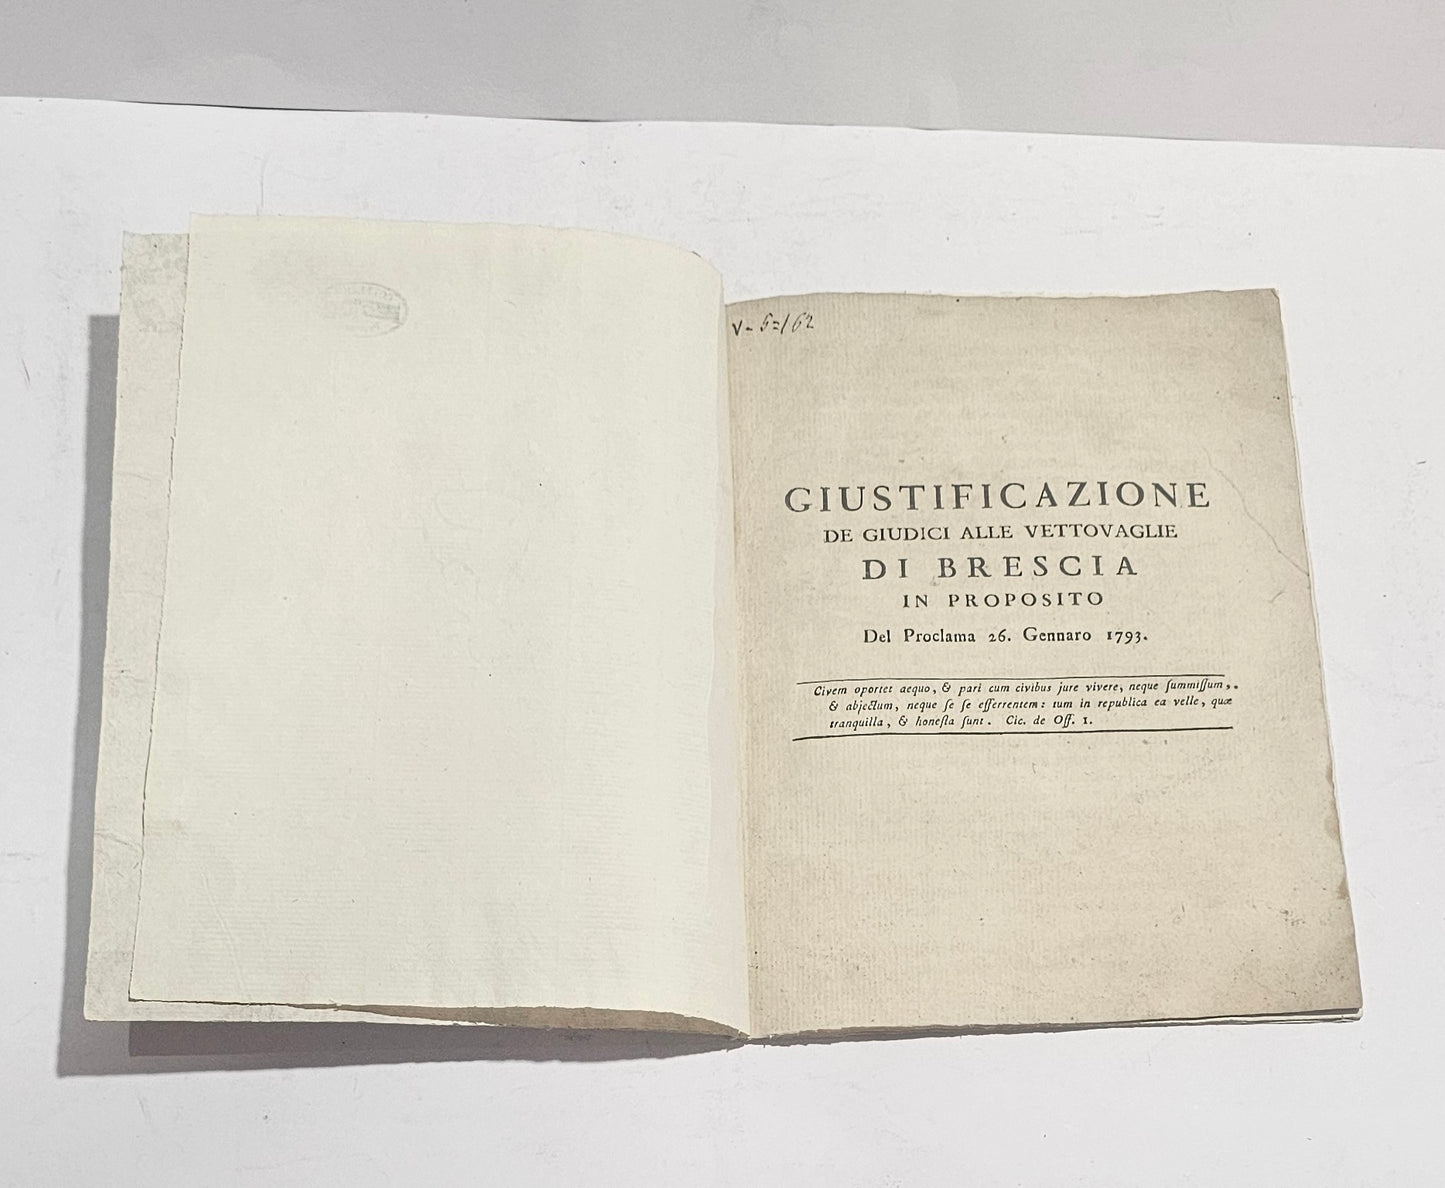 V- 5=162
GIUSTIFICAZIONE
DE GIUDICI ALLE VETTOVAGLIE
DI BRESCIA
IN PROPOSITO
Del Proclama 26. Gennaro 1793.
Civem oportet aequo, & pari cum civibus jure vivere, neque ſummiſſum,
& abjectum, neque ſe ſe efferrentem: tum in republica ea velle, quæ
tranquilla, & honeſta ſunt. Cic. de Off. 1.